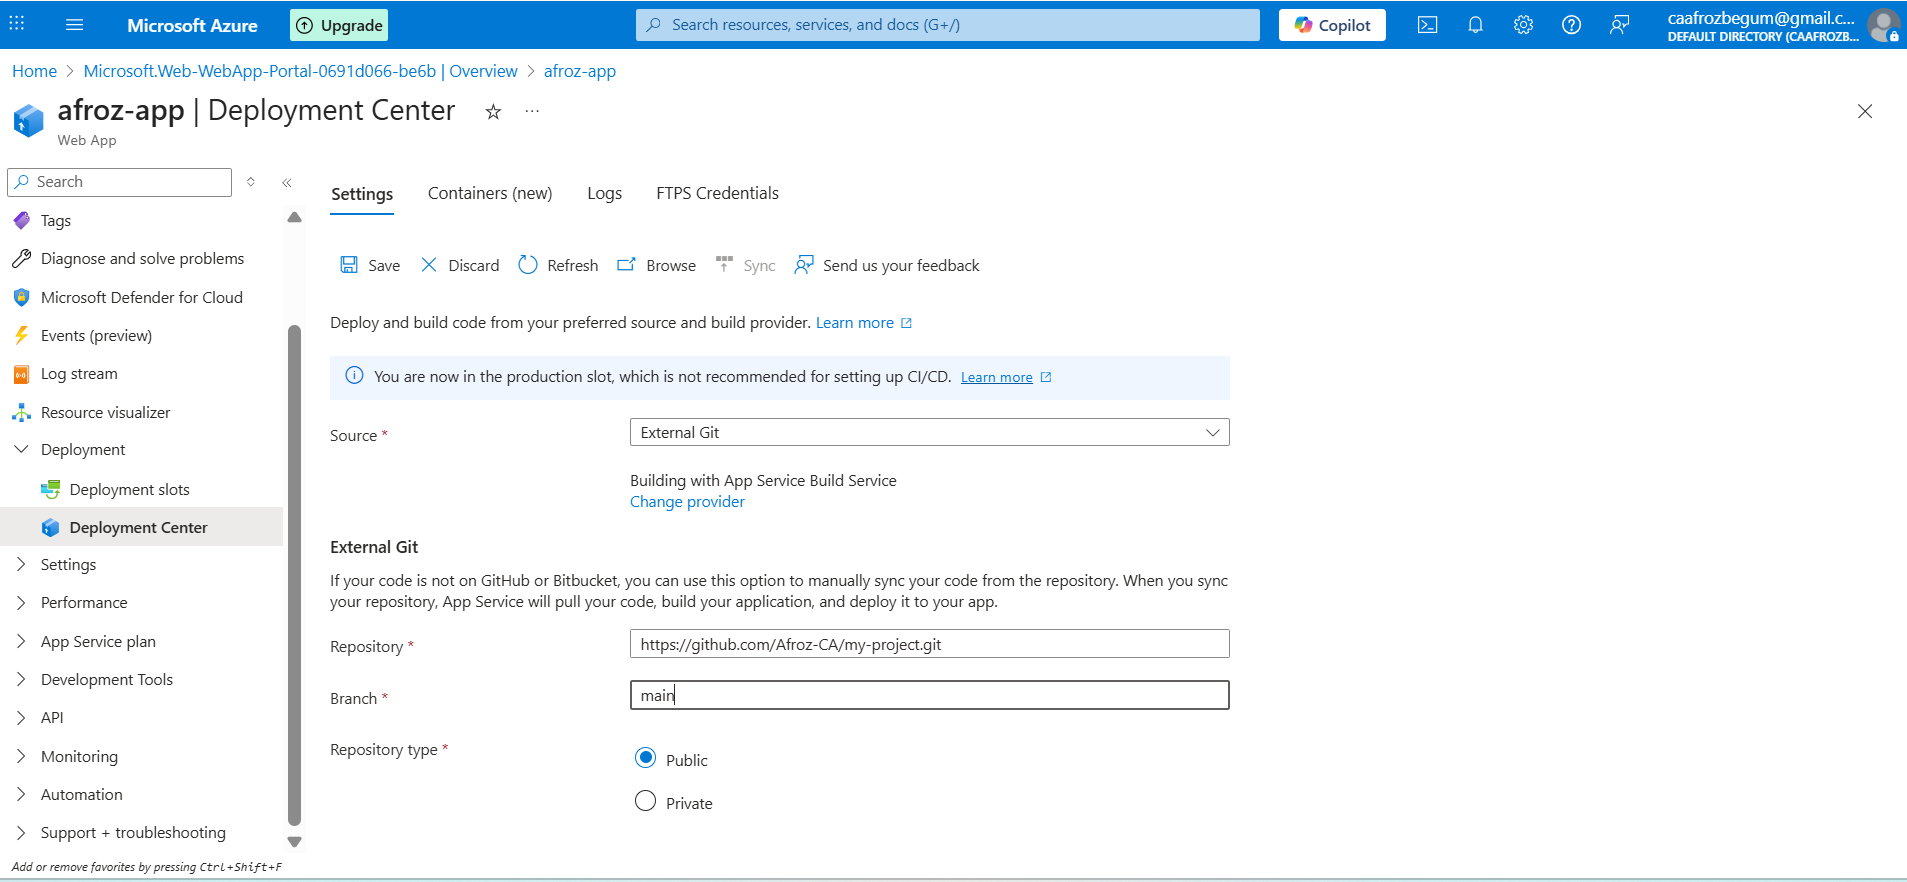 Microsoft Azure
Upgrade
Search resources, services, and docs (G+/)
Copilot
caafrozbegum@gmail.c...
DEFAULT DIRECTORY (CAAFROZB...
Home > Microsoft.Web-WebApp-Portal-0691d066-be6b | Overview > afroz-app
afroz-app | Deployment Center
Web App
Search
Tags
Diagnose and solve problems
Microsoft Defender for Cloud
Events (preview)
Log stream
Resource visualizer
Deployment
Deployment slots
Deployment Center
Settings
Performance
App Service plan
Development Tools
API
Monitoring
Automation
Support + troubleshooting
Add or remove favorites by pressing Ctrl+Shift+F
Settings Containers (new) Logs FTPS Credentials
Save Discard Refresh Browse Sync Send us your feedback
Deploy and build code from your preferred source and build provider. Learn more
You are now in the production slot, which is not recommended for setting up CI/CD. Learn more
Source * External Git
Building with App Service Build Service
Change provider
External Git
If your code is not on GitHub or Bitbucket, you can use this option to manually sync your code from the repository. When you sync
your repository, App Service will pull your code, build your application, and deploy it to your app.
Repository * https://github.com/Afroz-CA/my-project.git
Branch * main
Repository type * Public
Private